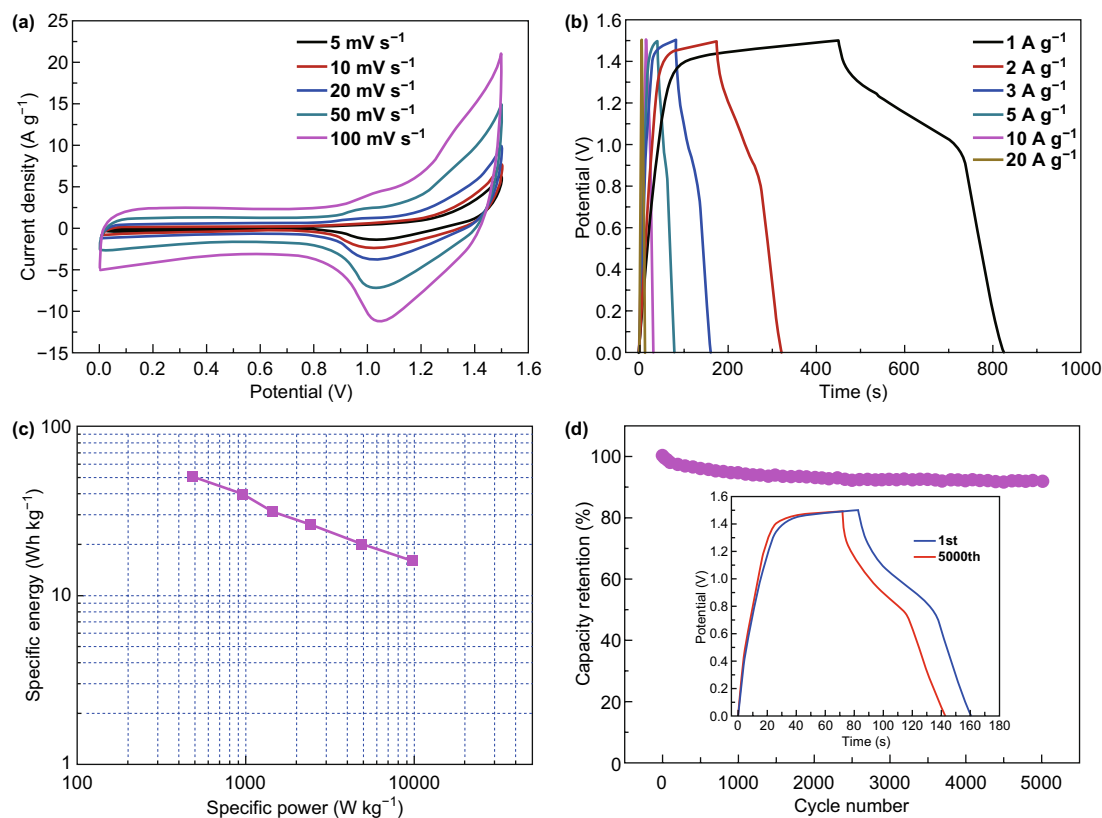 (a)
25
20
15
10
5
0
−5
−10
−15
Current density (A g⁻¹)
5 mV s⁻¹
10 mV s⁻¹
20 mV s⁻¹
50 mV s⁻¹
100 mV s⁻¹
0.0 0.2 0.4 0.6 0.8 1.0 1.2 1.4 1.6
Potential (V)
(b)
1.6
1.4
1.2
1.0
0.8
0.6
0.4
0.2
0.0
Potential (V)
1 A g⁻¹
2 A g⁻¹
3 A g⁻¹
5 A g⁻¹
10 A g⁻¹
20 A g⁻¹
0 200 400 600 800 1000
Time (s)
(c)
100
10
1
Specific energy (Wh kg⁻¹)
100 1000 10000
Specific power (W kg⁻¹)
(d)
100
80
60
40
20
0
Capacity retention (%)
1.6
1.4
1.2
1.0
0.8
0.6
0.4
0.2
0.0
Potential (V)
1st
5000th
0 20 40 60 80 100 120 140 160 180
Time (s)
0 1000 2000 3000 4000 5000
Cycle number